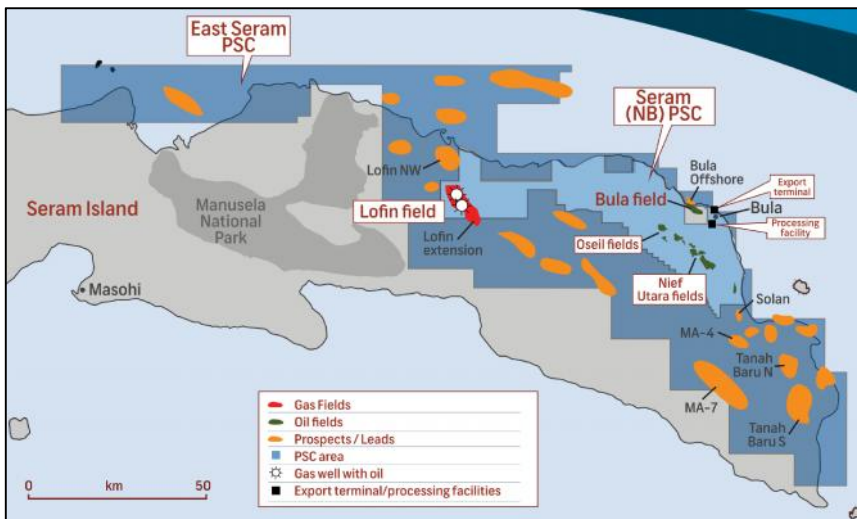 East Seram
PSC
Seram
(NB) PSC
Lofin NW
Bula
Offshore
Export
terminal
Manusela
National
Park
Seram Island
Lofin field
Bula field
Bula
Processing
facility
Lofin
extension
Oseil fields
Masohi
Nief
Utara fields
Solan
MA-4
Tanah
Baru N
MA-7
Tanah
Baru S
Gas Fields
Oil fields
Prospects / Leads
PSC area
Gas well with oil
Export terminal/processing facilities
0 km 50